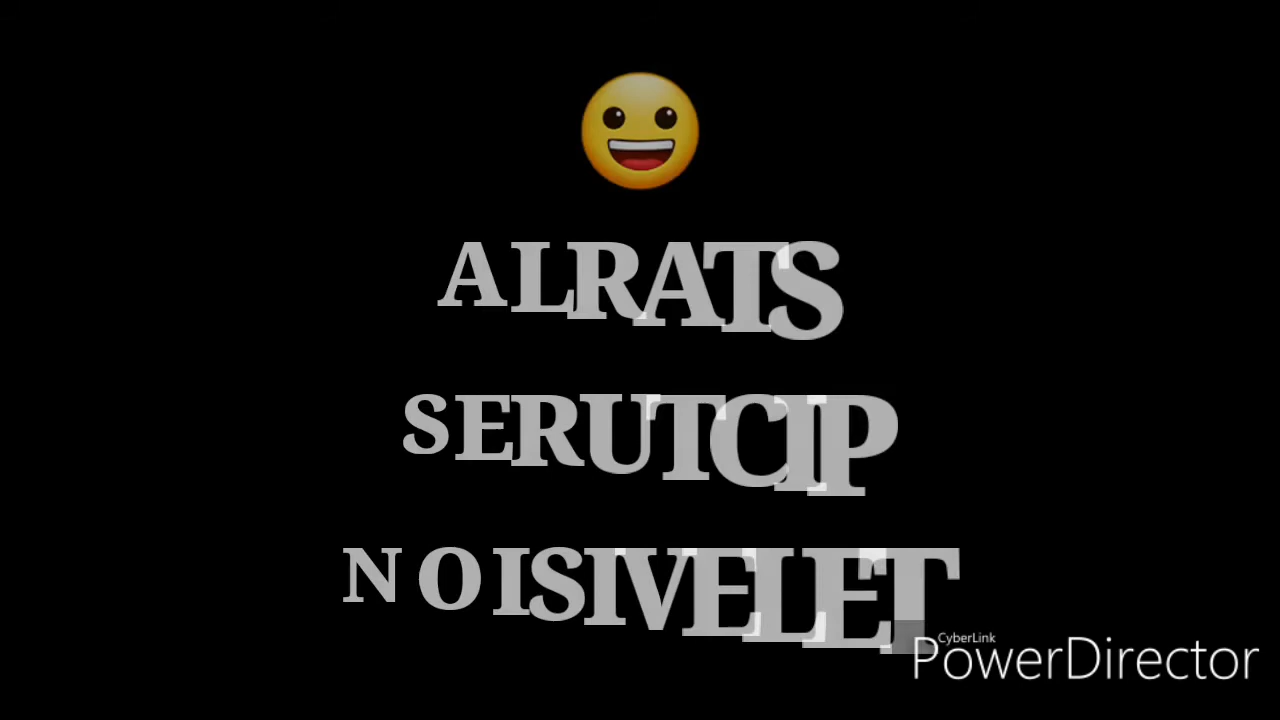 😀
ALRATS
SERUTCIP
NOISIVELET
CyberLink
PowerDirector